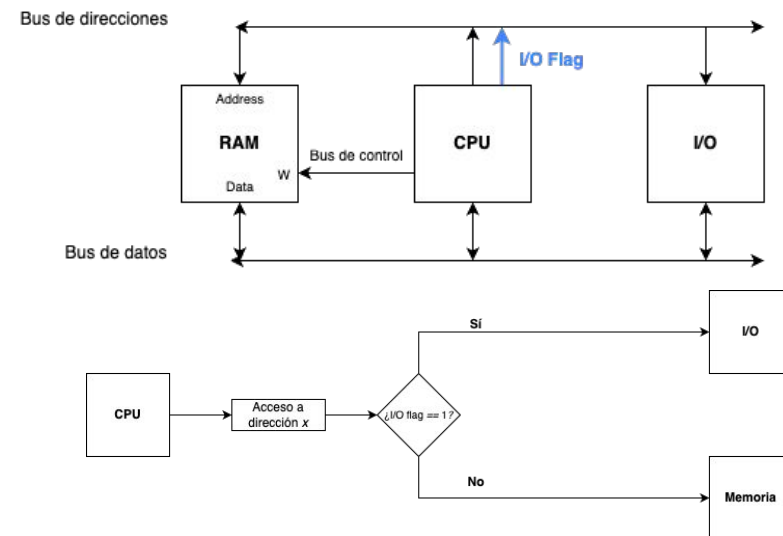 Bus de direcciones
I/O Flag
Address
RAM
W
Data
Bus de control
CPU
I/O
Bus de datos
Sí
I/O
CPU
Acceso a
dirección x
¿I/O flag == 1?
No
Memoria